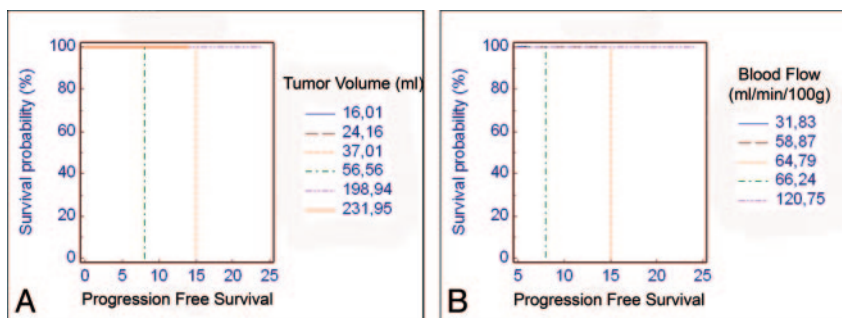 100
80
60
40
20
0
Survival probability (%)
0 5 10 15 20 25
Progression Free Survival
A
Tumor Volume (ml)
16,01
24,16
37,01
56,56
198,94
231,95
100
80
60
40
20
0
Survival probability (%)
5 10 15 20 25
Progression Free Survival
B
Blood Flow
(ml/min/100g)
31,83
58,87
64,79
66,24
120,75